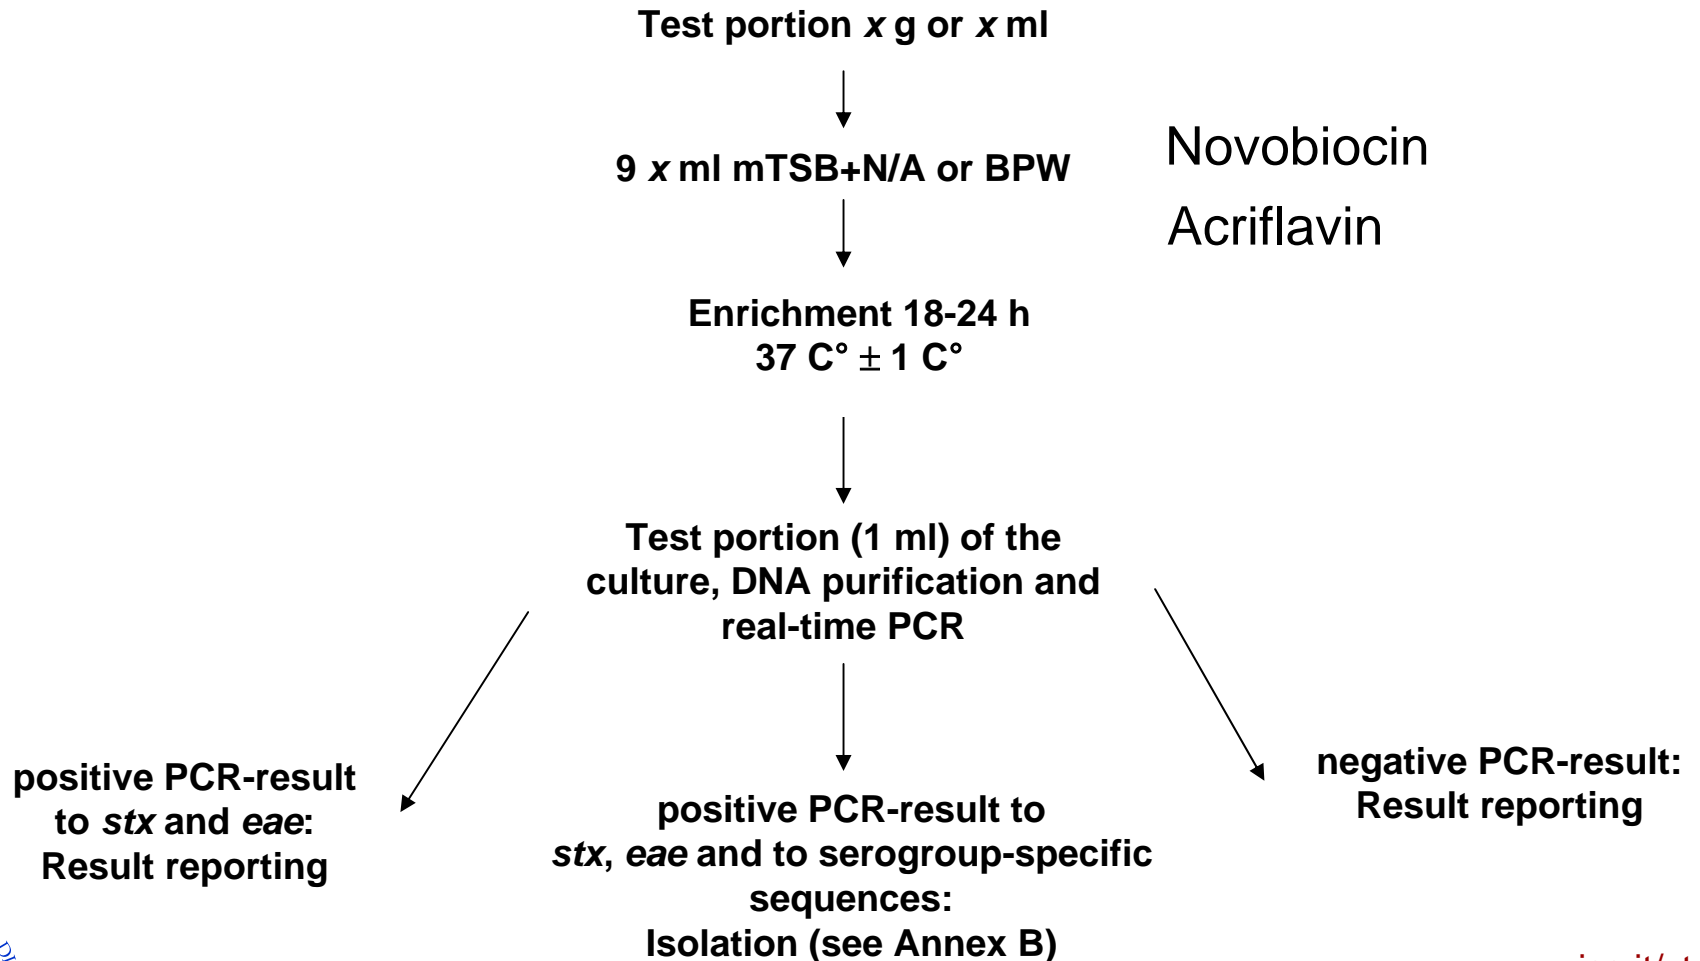 Test portion x g or x ml
9 x ml mTSB+N/A or BPW
Novobiocin
Acriflavin
Enrichment 18-24 h
37 C° ± 1 C°
Test portion (1 ml) of the
culture, DNA purification and
real-time PCR
positive PCR-result
to stx and eae:
Result reporting
positive PCR-result to
stx, eae and to serogroup-specific
sequences:
Isolation (see Annex B)
negative PCR-result:
Result reporting